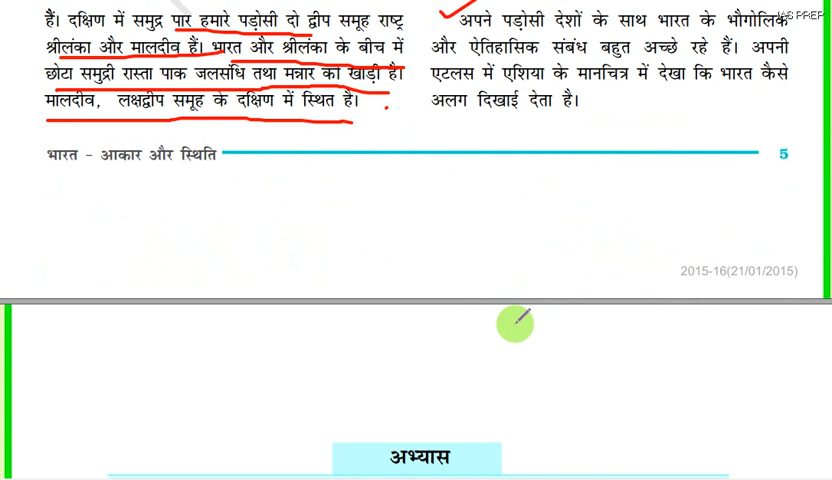 हैं। दक्षिण में समुद्र पार हमारे पड़ोसी दो द्वीप समूह राष्ट्र
श्रीलंका और मालदीव हैं। भारत और श्रीलंका के बीच में
छोटा समुद्री रास्ता पाक जलसंधि तथा मन्नार की खाड़ी है।
मालदीव, लक्षद्वीप समूह के दक्षिण में स्थित है।
IAS PREP
अपने पड़ोसी देशों के साथ भारत के भौगोलिक
और ऐतिहासिक संबंध बहुत अच्छे रहे हैं। अपनी
एटलस में एशिया के मानचित्र में देखा कि भारत कैसे
अलग दिखाई देता है।
भारत - आकार और स्थिति
5
2015-16(21/01/2015)
अभ्यास